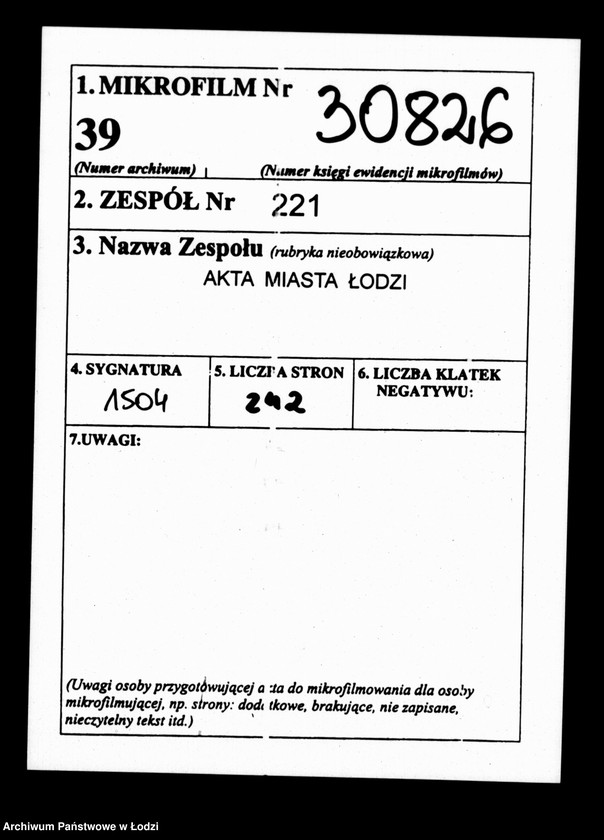 1. MIKROFILM Nr 30826
39
(Numer archiwum) (Numer księgi ewidencji mikrofilmów)
2. ZESPÓŁ Nr 221
3. Nazwa Zespołu (rubryka nieobowiązkowa)
AKTA MIASTA ŁODZI
4. SYGNATURA 5. LICZBA STRON 6. LICZBA KLATEK
NEGATYWU:
1504 242
7.UWAGI:
(Uwagi osoby przygotówującej akta do mikrofilmowania dla osoby
mikrofilmującej, np. strony: dodatkowe, brakujące, nie zapisane,
nieczytelny tekst itd.)
Archiwum Państwowe w Łodzi